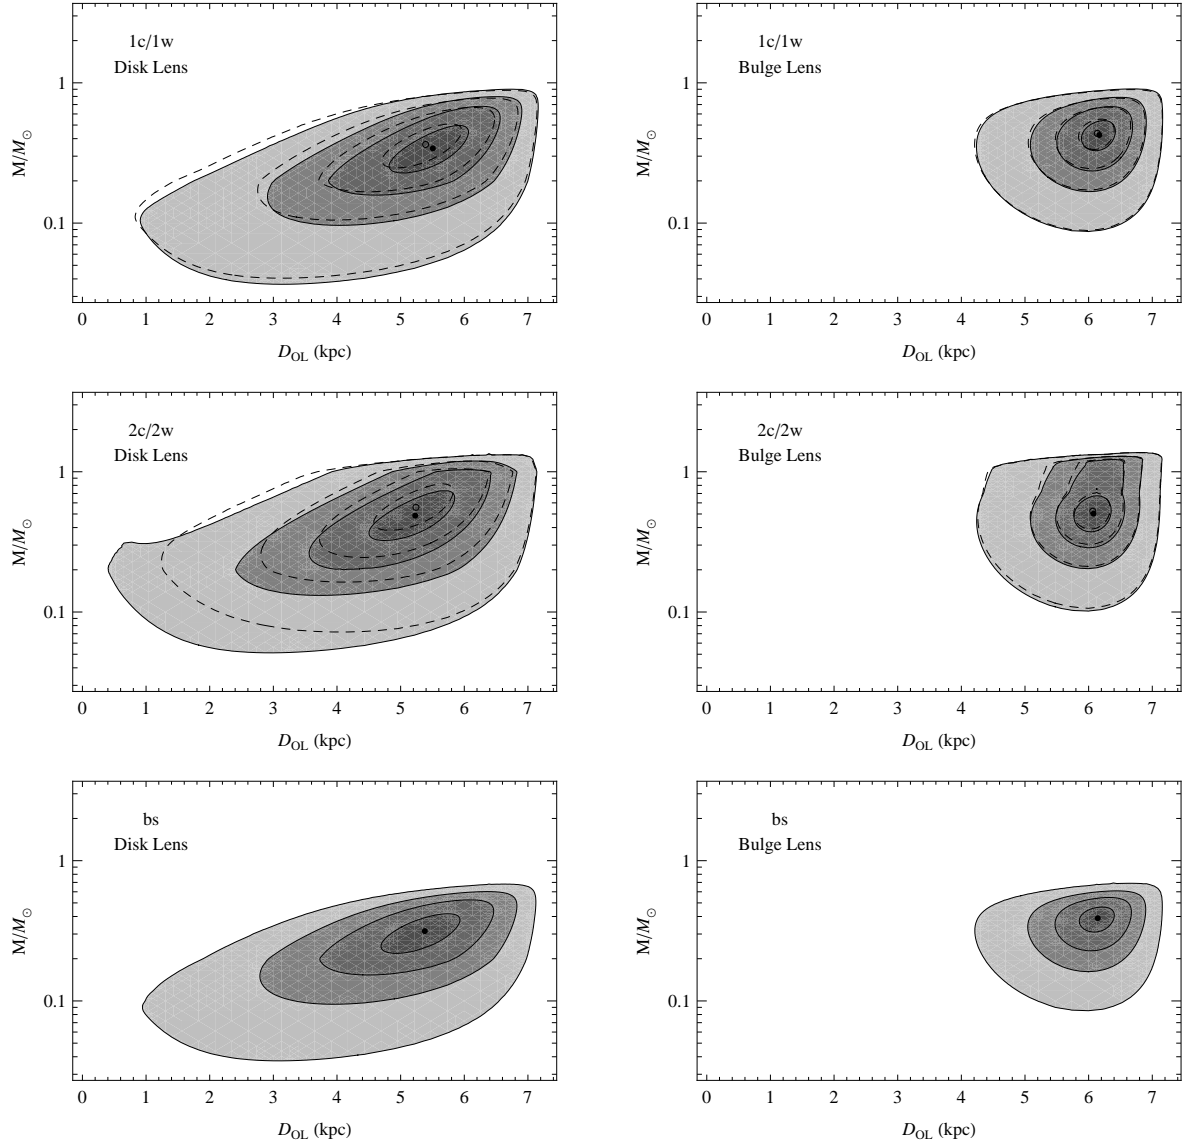 1c/1w
Disk Lens
M/M⊙
1
0.1
0 1 2 3 4 5 6 7
D_OL (kpc)
1c/1w
Bulge Lens
M/M⊙
1
0.1
0 1 2 3 4 5 6 7
D_OL (kpc)
2c/2w
Disk Lens
M/M⊙
1
0.1
0 1 2 3 4 5 6 7
D_OL (kpc)
2c/2w
Bulge Lens
M/M⊙
1
0.1
0 1 2 3 4 5 6 7
D_OL (kpc)
bs
Disk Lens
M/M⊙
1
0.1
0 1 2 3 4 5 6 7
D_OL (kpc)
bs
Bulge Lens
M/M⊙
1
0.1
0 1 2 3 4 5 6 7
D_OL (kpc)